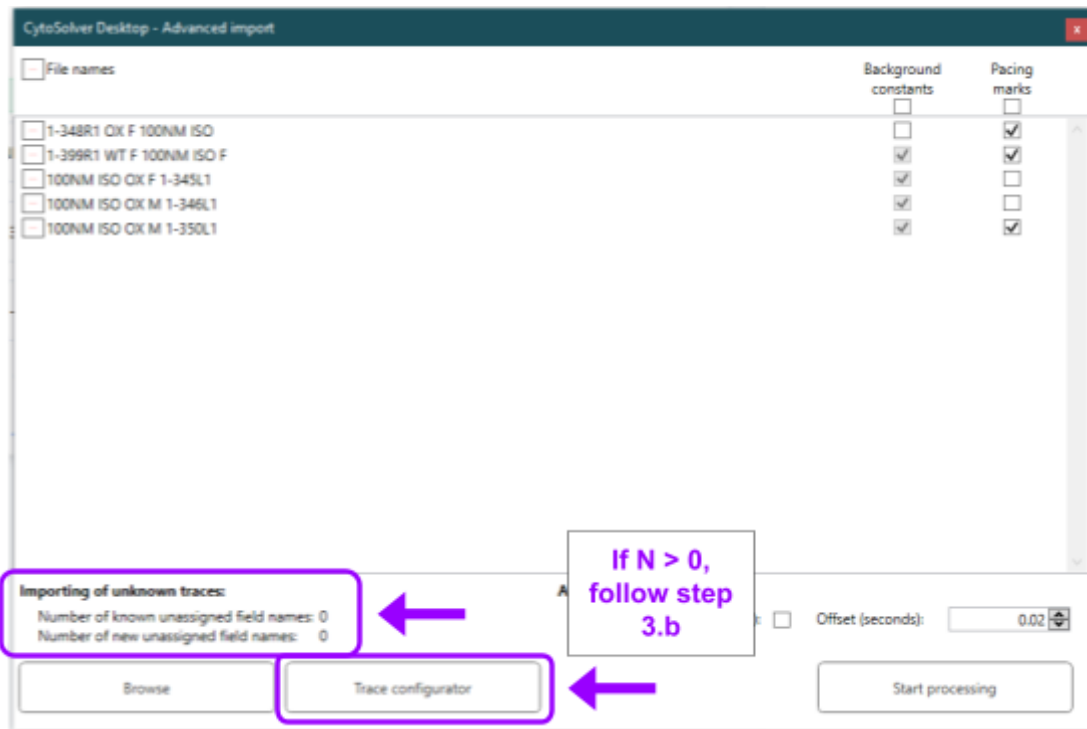 CytoSolver Desktop - Advanced import
x
File names
Background constants
Pacing marks
1-348R1 OX F 100NM ISO
1-399R1 WT F 100NM ISO F
100NM ISO OX F 1-345L1
100NM ISO OX M 1-346L1
100NM ISO OX M 1-350L1
If N > 0,
follow step
3.b
Importing of unknown traces:
A
Number of known unassigned field names: 0
Number of new unassigned field names: 0
Offset (seconds): 0.02
Browse
Trace configurator
Start processing